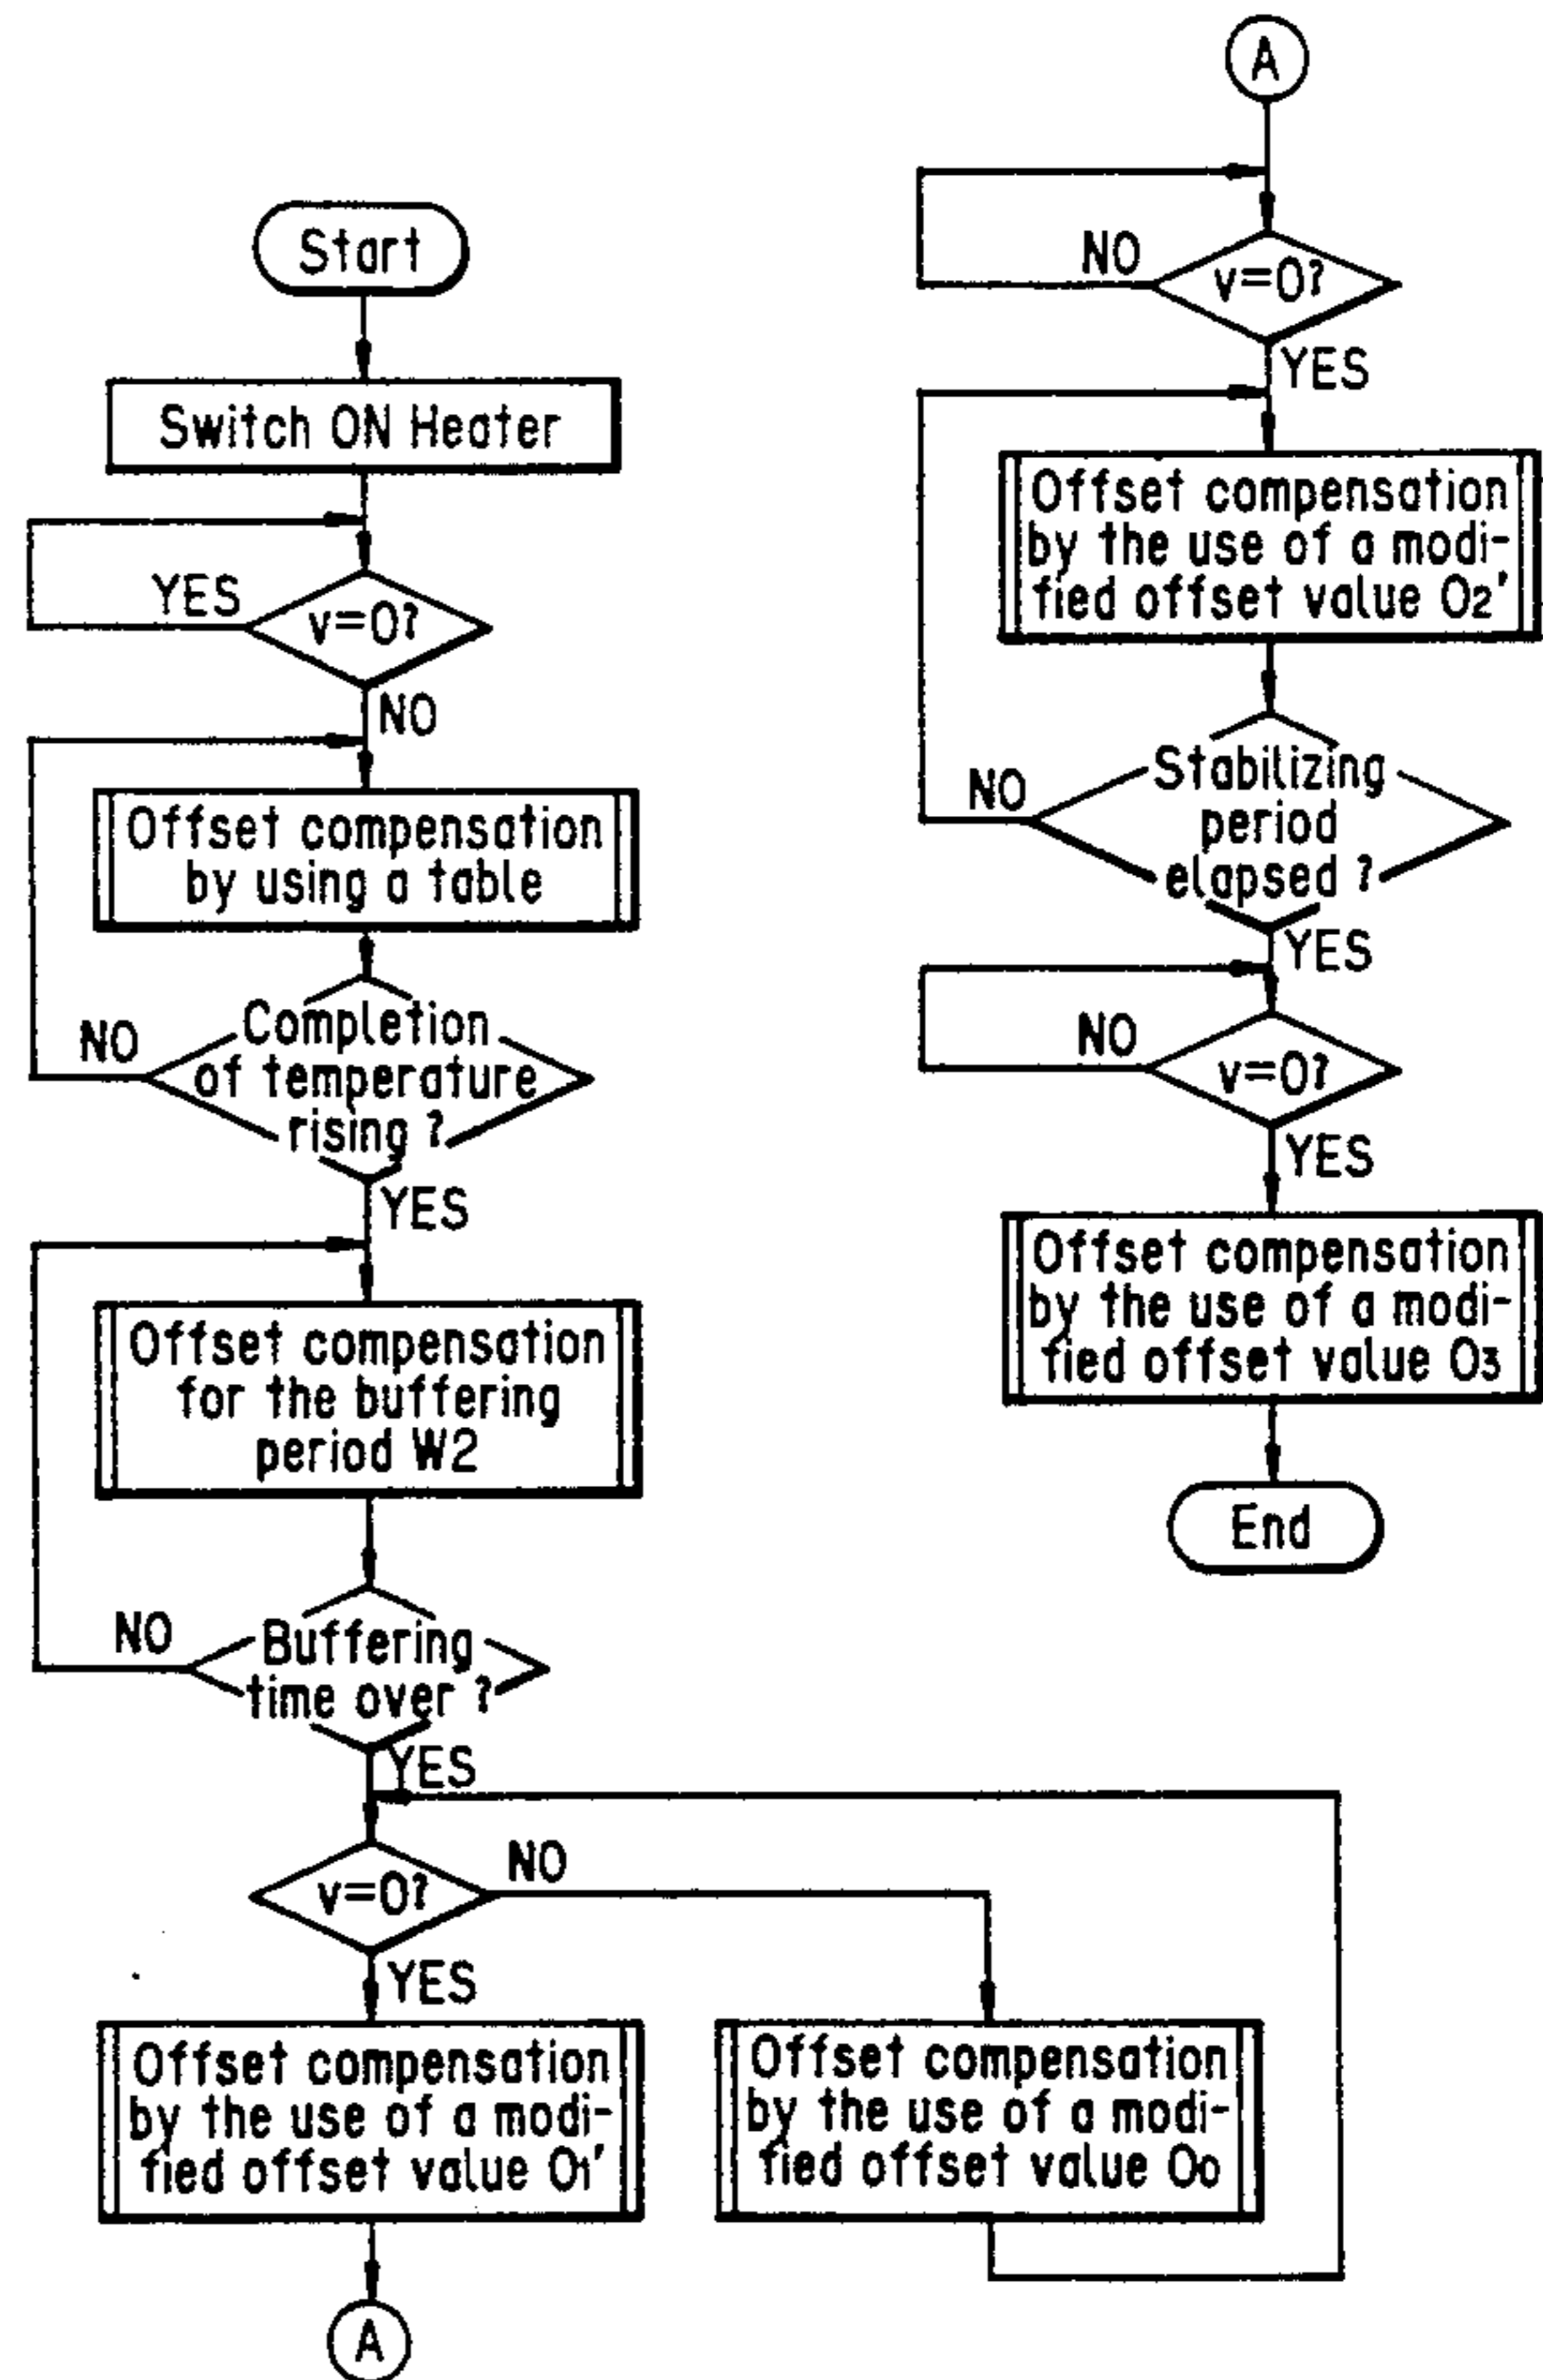 Start
Switch ON Heater
v=0?
YES
NO
Offset compensation
by using a table
Completion
of temperature
rising ?
NO
YES
Offset compensation
for the buffering
period W2
Buffering
time over ?
NO
YES
v=0?
NO
YES
Offset compensation
by the use of a modi-
fied offset value O1'
Offset compensation
by the use of a modi-
fied offset value O0
A
A
v=0?
NO
YES
Offset compensation
by the use of a modi-
fied offset value O2'
Stabilizing
period
elapsed ?
NO
YES
v=0?
NO
YES
Offset compensation
by the use of a modi-
fied offset value O3
End